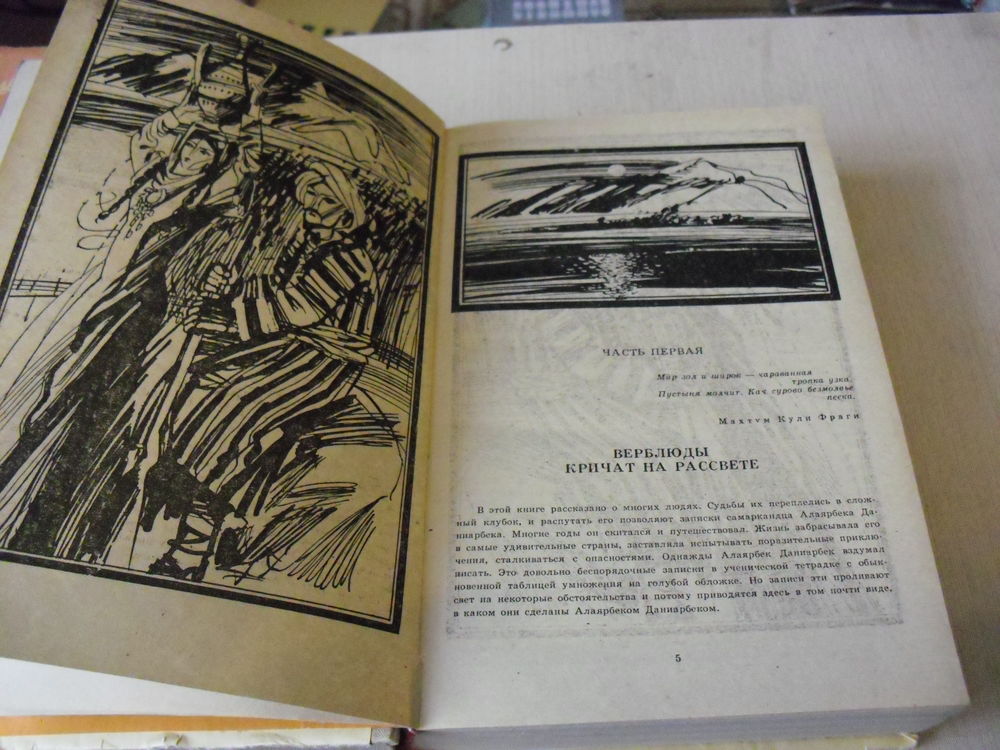 ЧАСТЬ ПЕРВАЯ
Мир зол и широк — караванная
тропка узка.
Пустыня молчит. Как сурово безмолвье
песка.
Махтум Кули Фраги
ВЕРБЛЮДЫ
КРИЧАТ НА РАССВЕТЕ
В этой книге рассказано о многих людях. Судьбы их переплелись в слож-
ный клубок, и распутать его позволяют записки самаркандца Алаярбека Да-
ниарбека. Многие годы он скитался и путешествовал. Жизнь забрасывала его
в самые удивительные страны, заставляла испытывать поразительные приклю-
чения, сталкиваться с опасностями. Однажды Алаярбек Даниарбек вздумал
писать. Это довольно беспорядочные записки в ученической тетрадке с обык-
новенной таблицей умножения на голубой обложке. Но записи эти проливают
свет на некоторые обстоятельства и потому приводятся здесь в том почти виде,
в каком они сделаны Алаярбеком Даниарбеком.
5